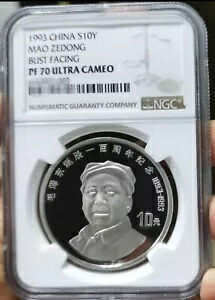 1993 CHINA S10Y
MAO ZEDONG
BUST FACING
PF 70 ULTRA CAMEO
NUMISMATIC GUARANTY COMPANY
NGC
毛泽东诞辰一百周年纪念 1893-1993
10元